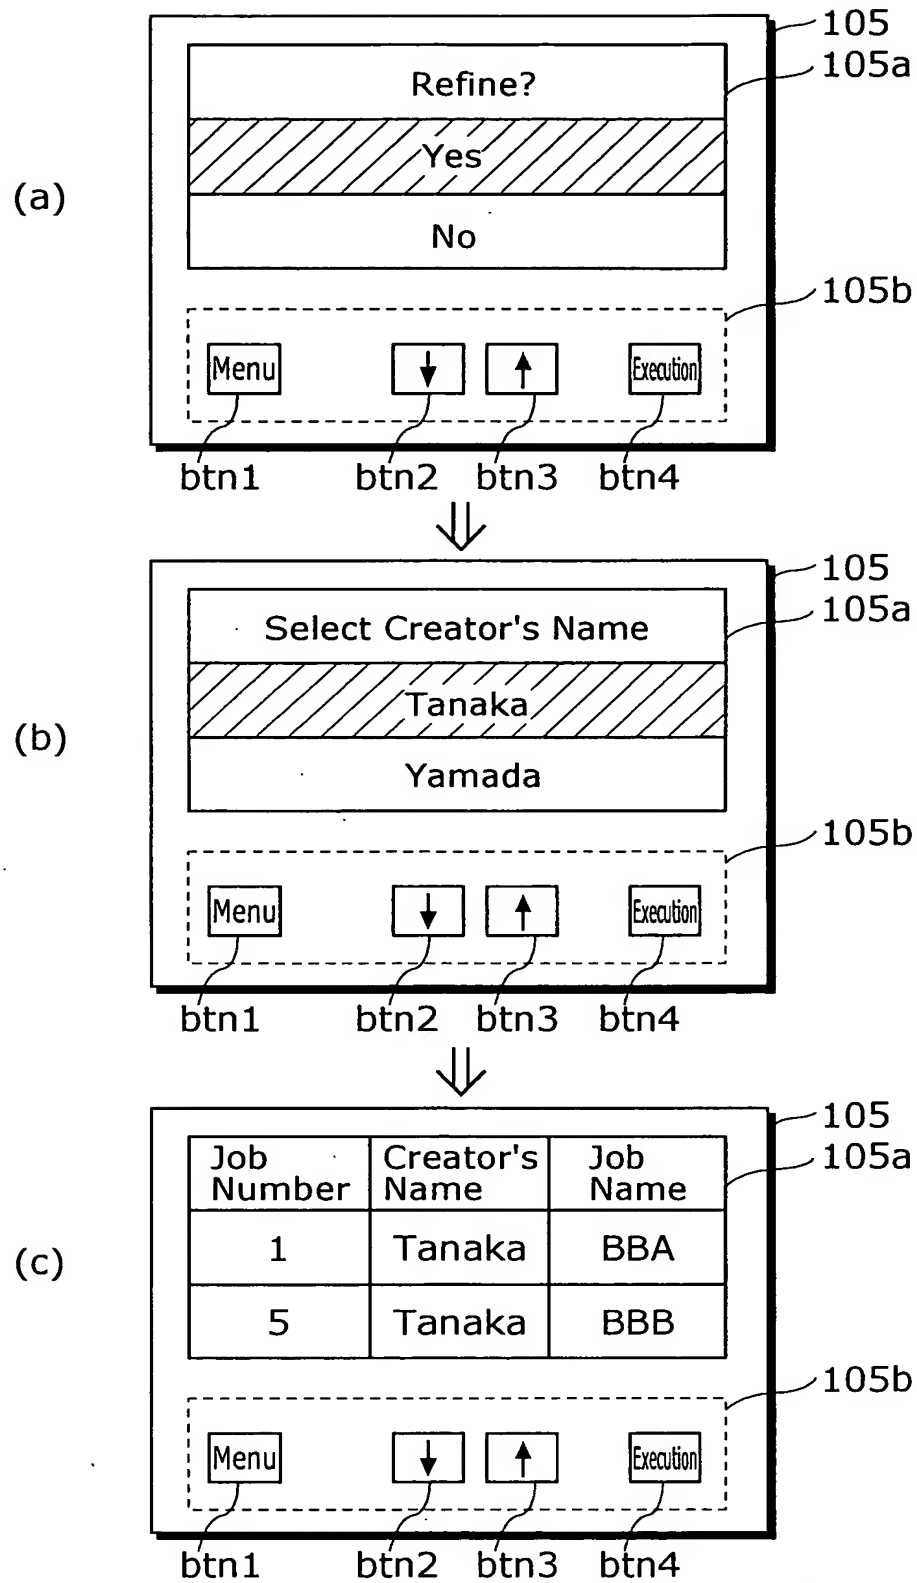 105
105a
Refine?
Yes
(a)
No
105b
Menu
Execution
btn1 btn2 btn3 btn4
105
105a
Select Creator's Name
Tanaka
(b)
Yamada
105b
Menu
Execution
btn1 btn2 btn3 btn4
105
Job Number Creator's Name Job Name
105a
1 Tanaka BBA
(c)
5 Tanaka BBB
105b
Menu
Execution
btn1 btn2 btn3 btn4